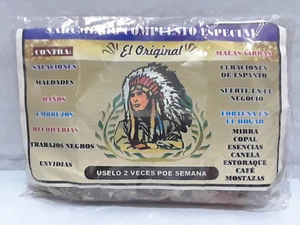 COMPUESTO ESPECIAL
El Original
CONTRA:
SALACIONES
MALDADES
DAÑOS
EMBRUJOS
HECHICERIAS
TRABAJOS NEGROS
ENVIDIAS
MALAS VIBRAS
CURACIONES
DE ESPANTO
SUERTE EN EL
NEGOCIO
FORTUNA EN
EL HOGAR
MIRRA
COPAL
ESENCIAS
CANELA
ESTORAQUE
CAFÉ
MOSTAZAS
USELO 2 VECES POE SEMANA